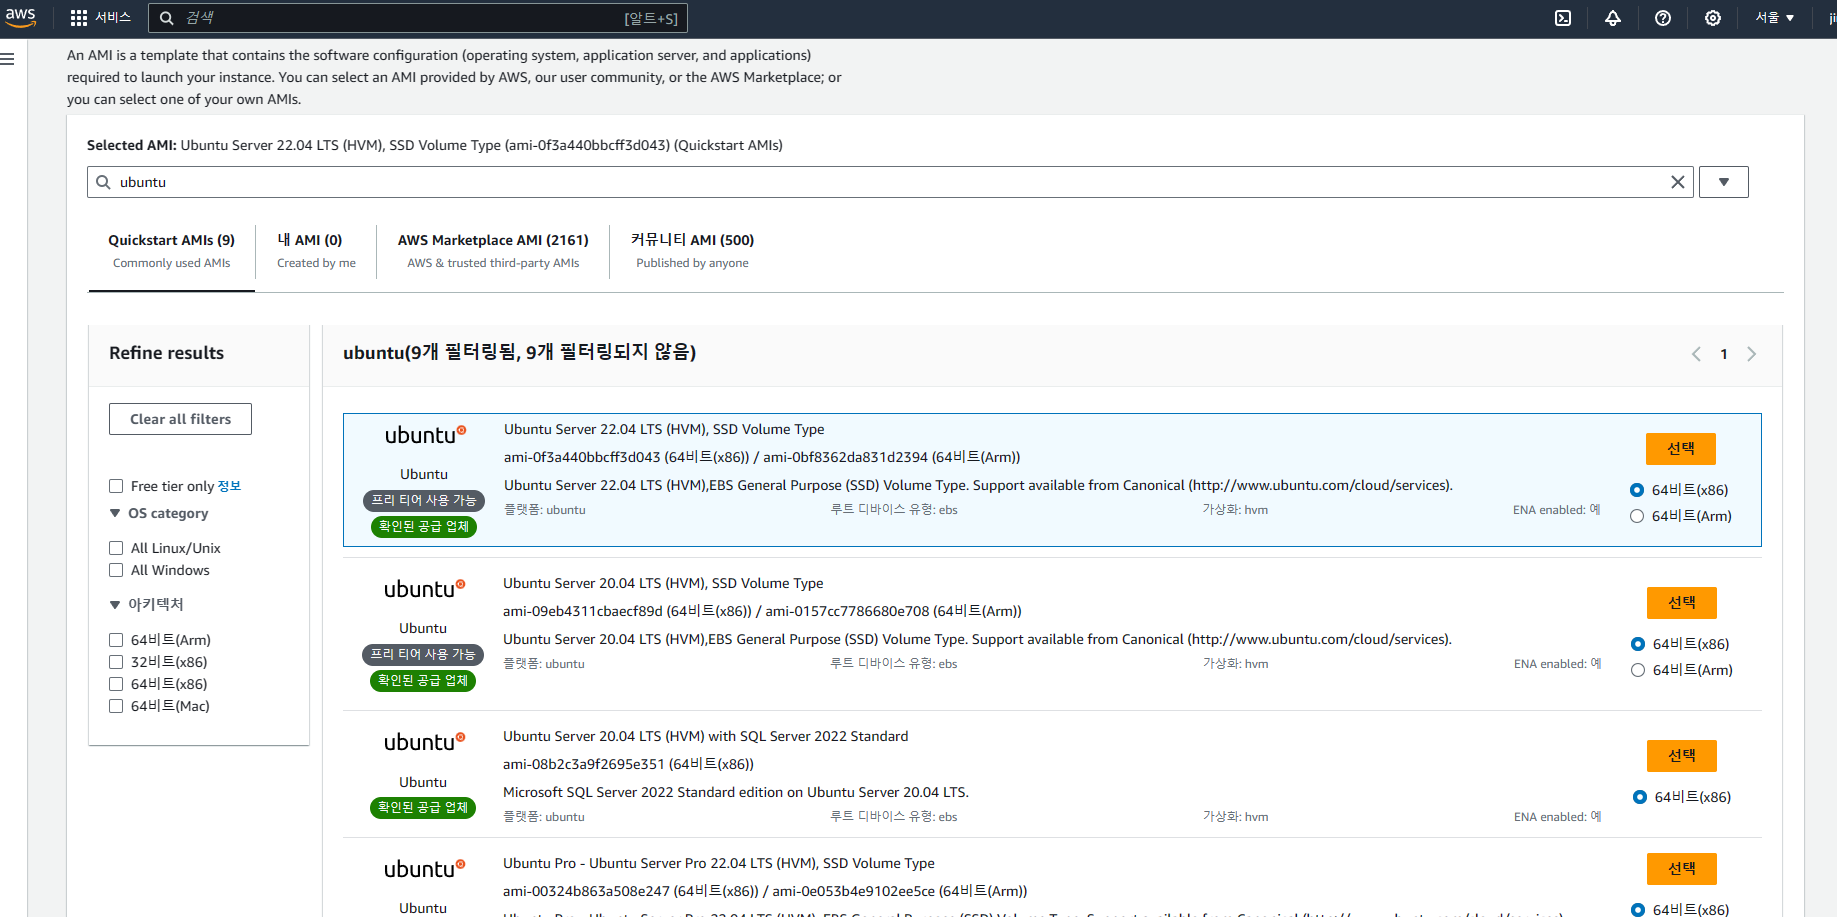 aws
서비스
검색
[알트+S]
서울
An AMI is a template that contains the software configuration (operating system, application server, and applications)
required to launch your instance. You can select an AMI provided by AWS, our user community, or the AWS Marketplace; or
you can select one of your own AMIs.
Selected AMI: Ubuntu Server 22.04 LTS (HVM), SSD Volume Type (ami-0f3a440bbcff3d043) (Quickstart AMIs)
ubuntu
Quickstart AMIs (9)
Commonly used AMIs
내 AMI (0)
Created by me
AWS Marketplace AMI (2161)
AWS & trusted third-party AMIs
커뮤니티 AMI (500)
Published by anyone
Refine results
Clear all filters
Free tier only 정보
OS category
All Linux/Unix
All Windows
아키텍처
64비트(Arm)
32비트(x86)
64비트(x86)
64비트(Mac)
ubuntu(9개 필터링됨, 9개 필터링되지 않음)
1
ubuntu
Ubuntu
프리 티어 사용 가능
확인된 공급 업체
Ubuntu Server 22.04 LTS (HVM), SSD Volume Type
ami-0f3a440bbcff3d043 (64비트(x86)) / ami-0bf8362da831d2394 (64비트(Arm))
Ubuntu Server 22.04 LTS (HVM),EBS General Purpose (SSD) Volume Type. Support available from Canonical (http://www.ubuntu.com/cloud/services).
플랫폼: ubuntu
루트 디바이스 유형: ebs
가상화: hvm
ENA enabled: 예
선택
64비트(x86)
64비트(Arm)
ubuntu
Ubuntu
프리 티어 사용 가능
확인된 공급 업체
Ubuntu Server 20.04 LTS (HVM), SSD Volume Type
ami-09eb4311cbaecf89d (64비트(x86)) / ami-0157cc7786680e708 (64비트(Arm))
Ubuntu Server 20.04 LTS (HVM),EBS General Purpose (SSD) Volume Type. Support available from Canonical (http://www.ubuntu.com/cloud/services).
플랫폼: ubuntu
루트 디바이스 유형: ebs
가상화: hvm
ENA enabled: 예
선택
64비트(x86)
64비트(Arm)
ubuntu
Ubuntu
확인된 공급 업체
Ubuntu Server 20.04 LTS (HVM) with SQL Server 2022 Standard
ami-08b2c3a9f2695e351 (64비트(x86))
Microsoft SQL Server 2022 Standard edition on Ubuntu Server 20.04 LTS.
플랫폼: ubuntu
루트 디바이스 유형: ebs
가상화: hvm
ENA enabled: 예
선택
64비트(x86)
ubuntu
Ubuntu
Ubuntu Pro - Ubuntu Server Pro 22.04 LTS (HVM), SSD Volume Type
ami-00324b863a508e247 (64비트(x86)) / ami-0e053b4e9102ee5ce (64비트(Arm))
선택
64비트(x86)